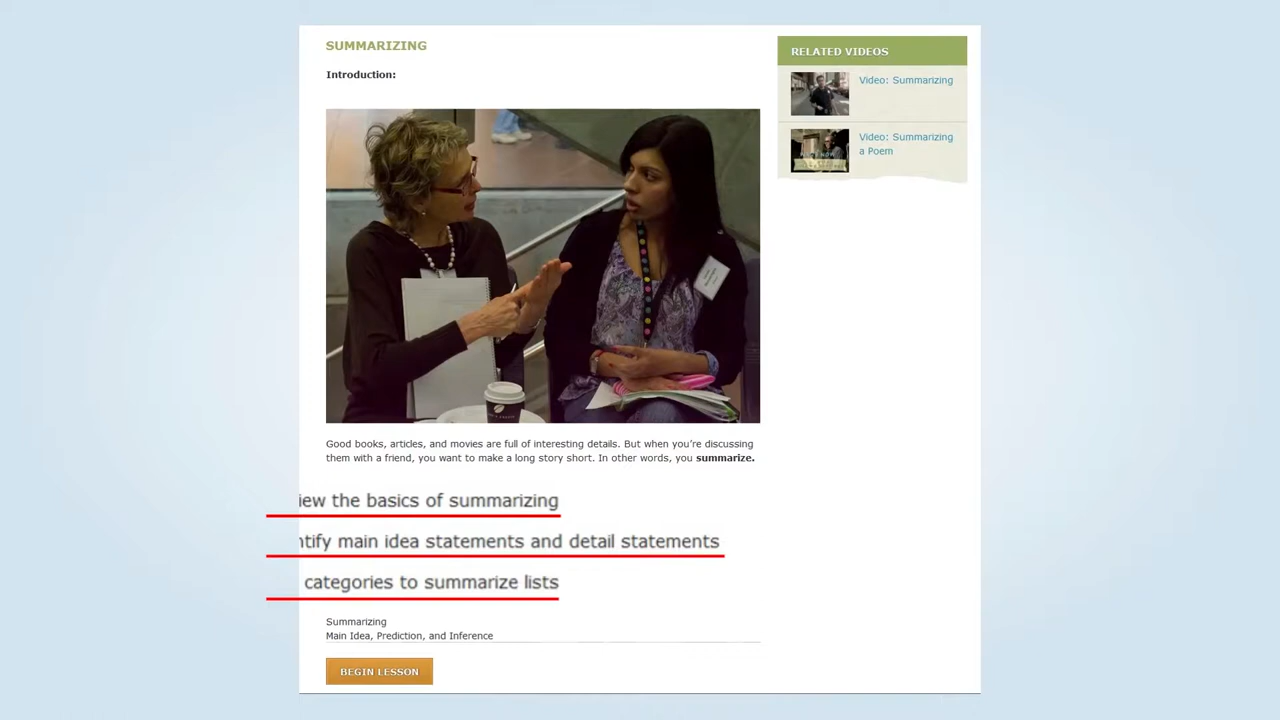 SUMMARIZING
Introduction:
Good books, articles, and movies are full of interesting details. But when you're discussing
them with a friend, you want to make a long story short. In other words, you summarize.
iew the basics of summarizing
ntify main idea statements and detail statements
categories to summarize lists
Summarizing
Main Idea, Prediction, and Inference
BEGIN LESSON
RELATED VIDEOS
Video: Summarizing
Video: Summarizing
a Poem